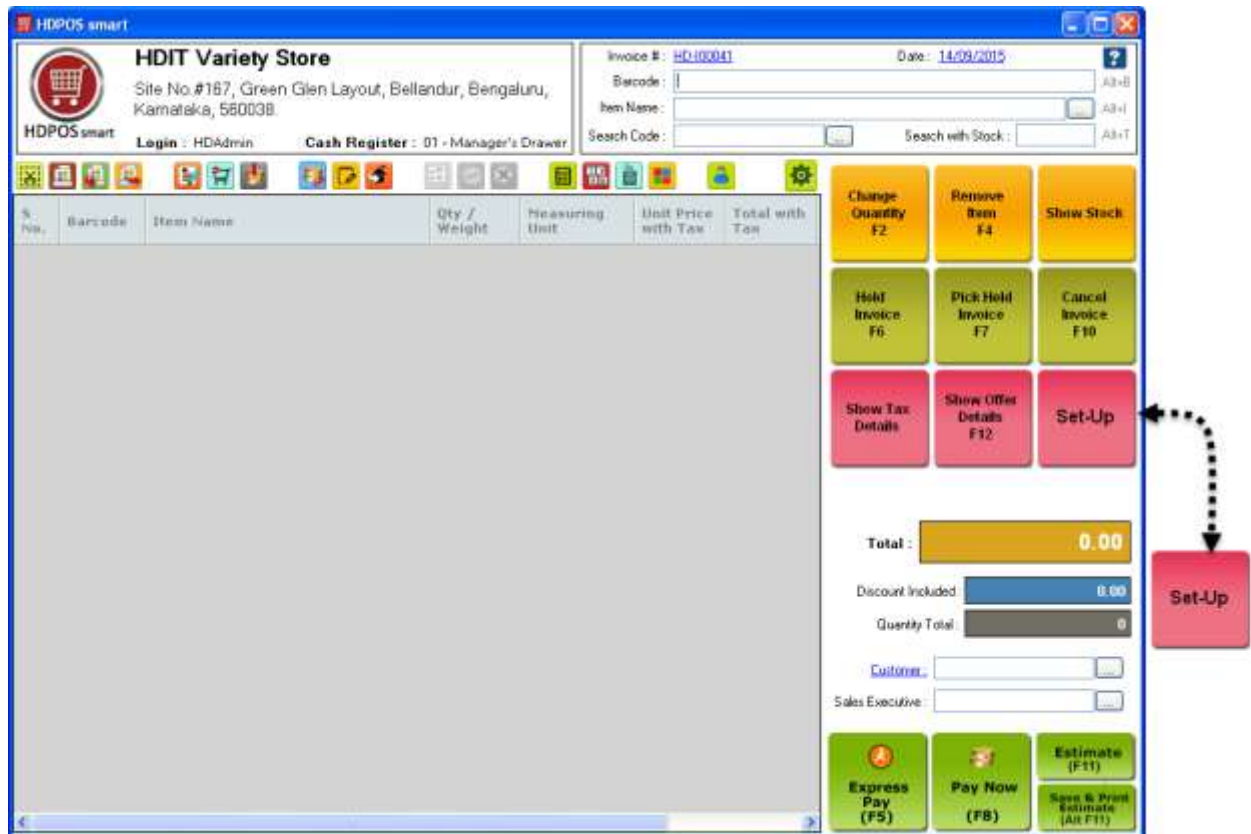 HDPOS smart
HDIT Variety Store
Site No.#167, Green Glen Layout, Bellandur, Bengaluru,
Karnataka, 560038.
HDPOS smart
Login : HDAdmin Cash Register : 01 - Manager's Drawer
Invoice # : HD-I00041 Date : 14/09/2015
Barcode : Alt+B
Item Name : ... Alt+I
Search Code : ... Search with Stock : Alt+T
S No. Barcode Item Name Qty / Weight Measuring Unit Unit Price with Tax Total with Tax
Change Quantity F2
Remove Item F4
Show Stock
Hold Invoice F6
Pick Hold Invoice F7
Cancel Invoice F10
Show Tax Details
Show Offer Details F12
Set-Up
Total : 0.00
Discount Included : 0.00
Quantity Total : 0
Set-Up
Customer : ...
Sales Executive : ...
Express Pay (F5)
Pay Now (F8)
Estimate (F11)
Save & Print Estimate (Alt F11)